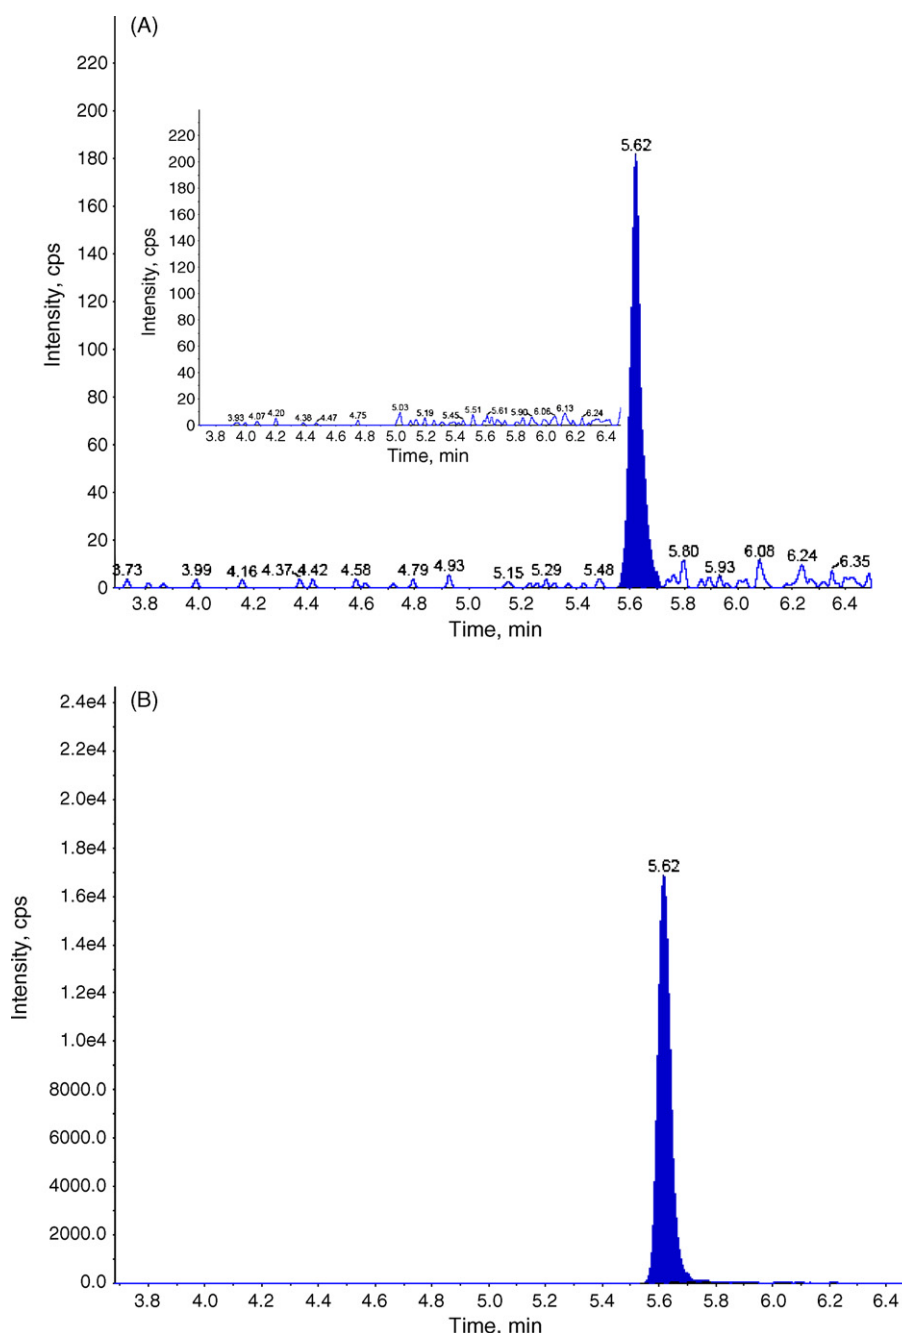 (A)
220
200
180
160
140
120
100
80
60
40
20
0
Intensity, cps
5.62
3.73 3.99 4.16 4.37 4.42 4.58 4.79 4.93 5.15 5.29 5.48 5.80 5.93 6.08 6.24 6.35
3.8 4.0 4.2 4.4 4.6 4.8 5.0 5.2 5.4 5.6 5.8 6.0 6.2 6.4
Time, min
220
200
180
160
140
120
100
80
60
40
20
0
Intensity, cps
3.93 4.07 4.20 4.38 4.47 4.75 5.03 5.19 5.45 5.51 5.61 5.90 6.06 6.13 6.24
3.8 4.0 4.2 4.4 4.6 4.8 5.0 5.2 5.4 5.6 5.8 6.0 6.2 6.4
Time, min
(B)
2.4e4
2.2e4
2.0e4
1.8e4
1.6e4
1.4e4
1.2e4
1.0e4
8000.0
6000.0
4000.0
2000.0
0.0
Intensity, cps
5.62
3.8 4.0 4.2 4.4 4.6 4.8 5.0 5.2 5.4 5.6 5.8 6.0 6.2 6.4
Time, min